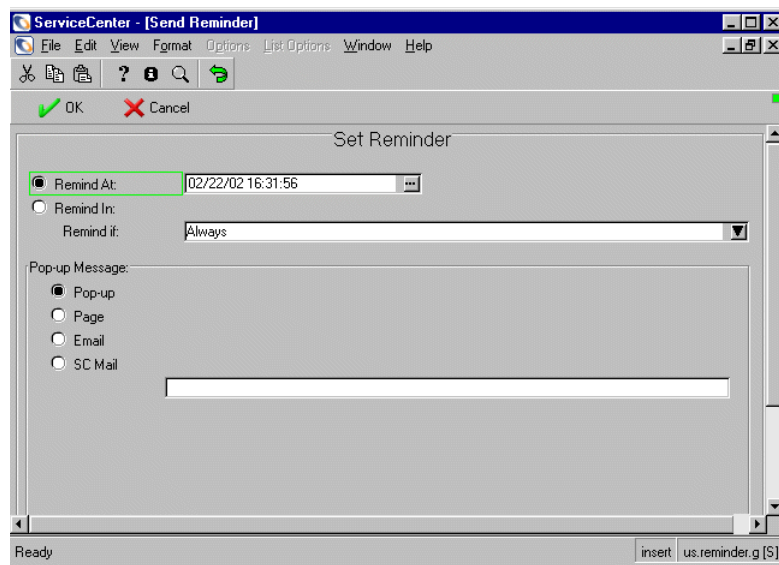 ServiceCenter - [Send Reminder]
File Edit View Format Options List Options Window Help
OK Cancel
Set Reminder
Remind At: 02/22/02 16:31:56
Remind In:
Remind if: Always
Pop-up Message:
Pop-up
Page
Email
SC Mail
Ready insert us.reminder.g [S]